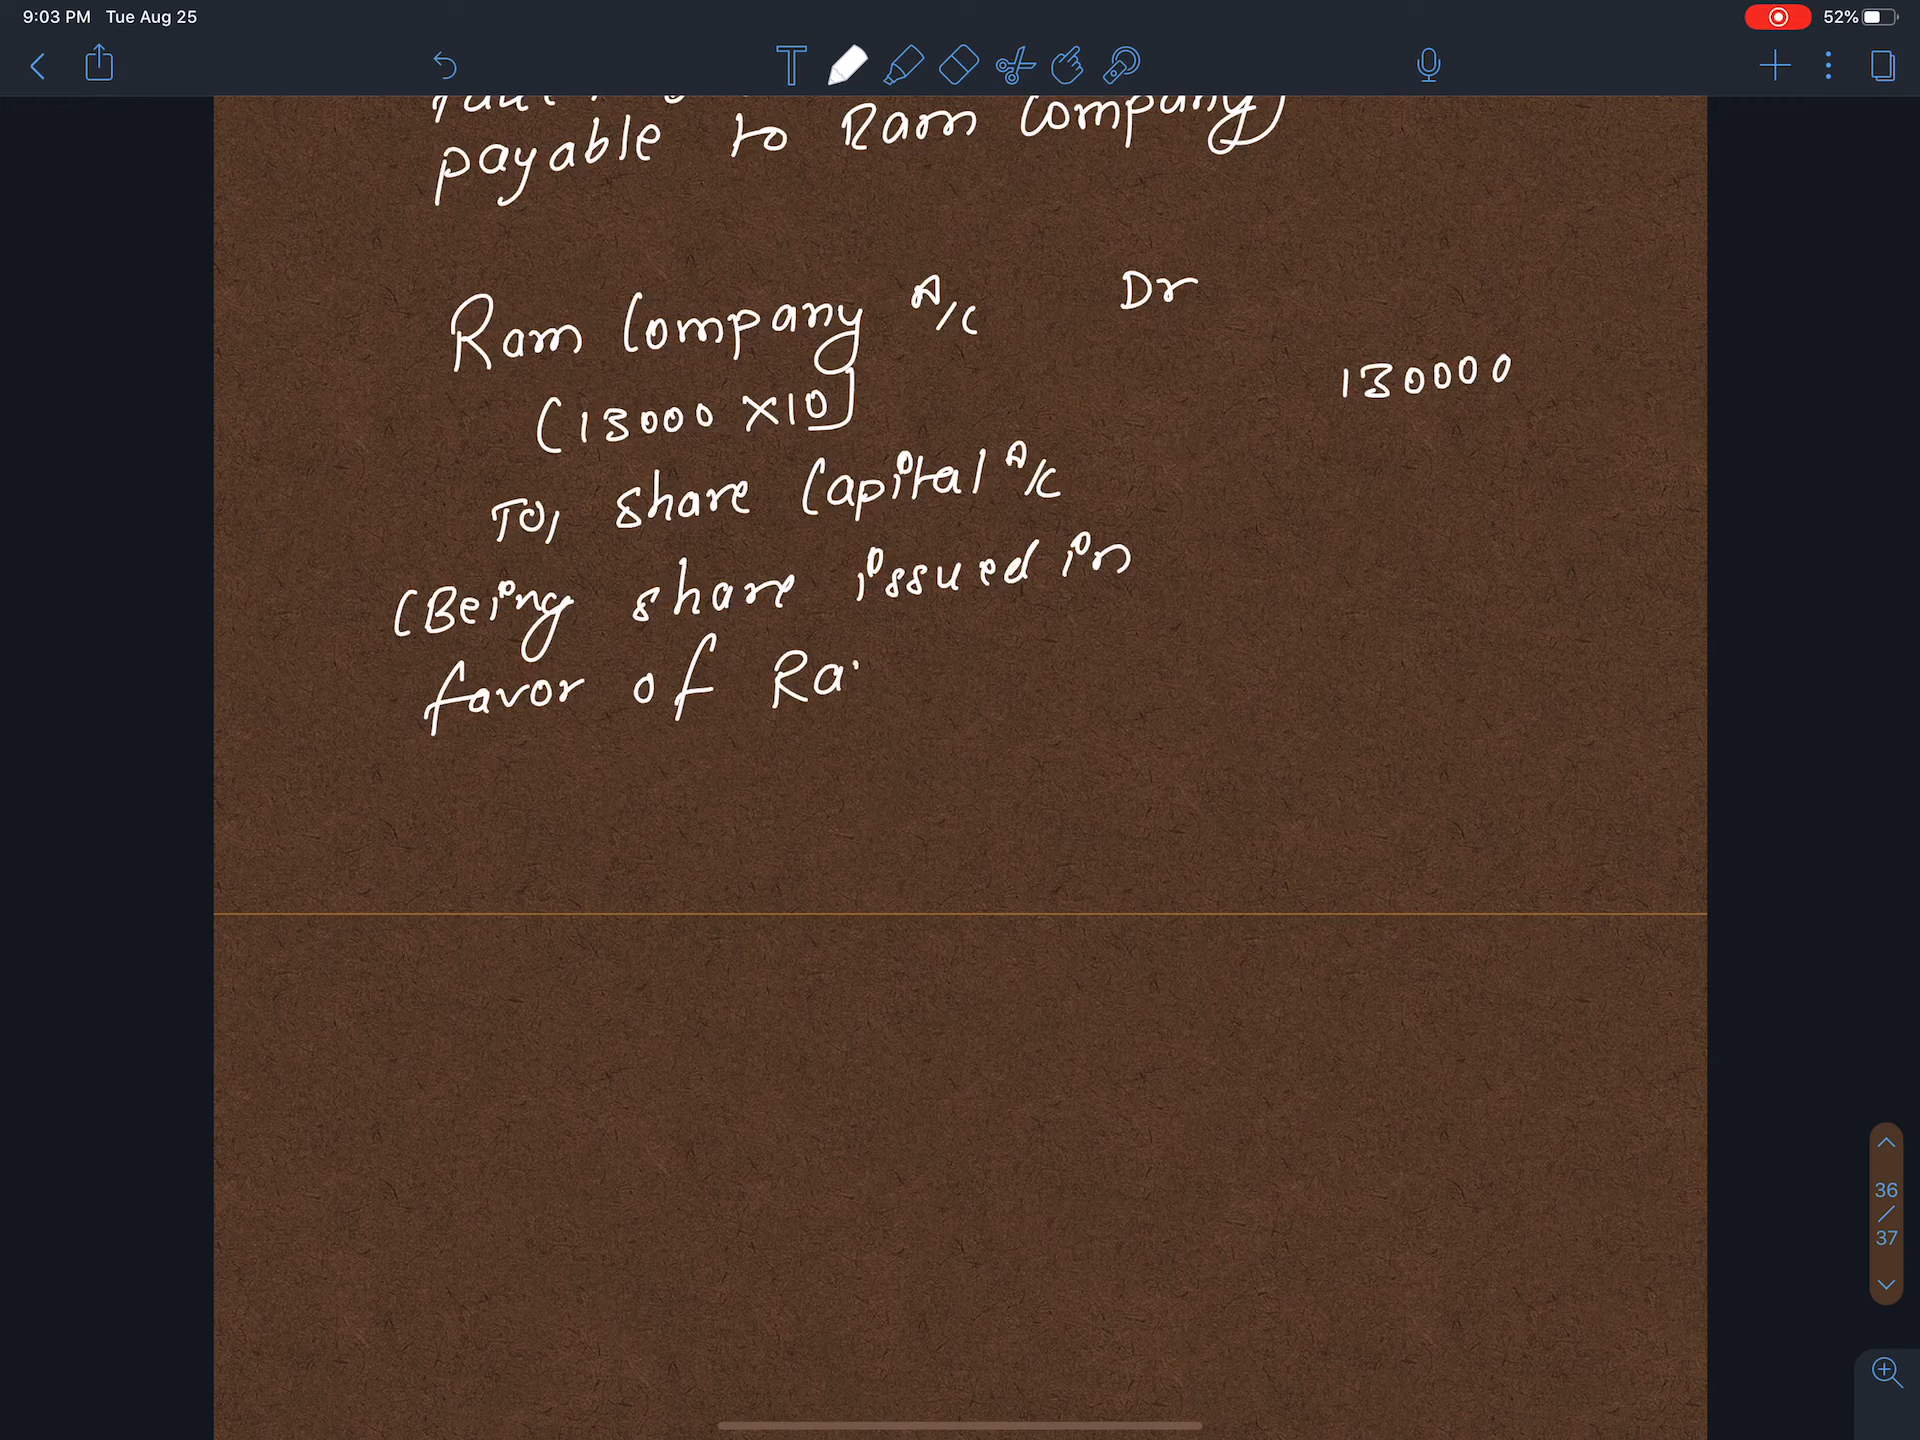 9:03 PM Tue Aug 25
52%
payable to Ram Company)
Ram Company A/c Dr
130000
(13000 X10)
To, share Capital A/c
(Being share issued in
favor of Ra
36
/
37